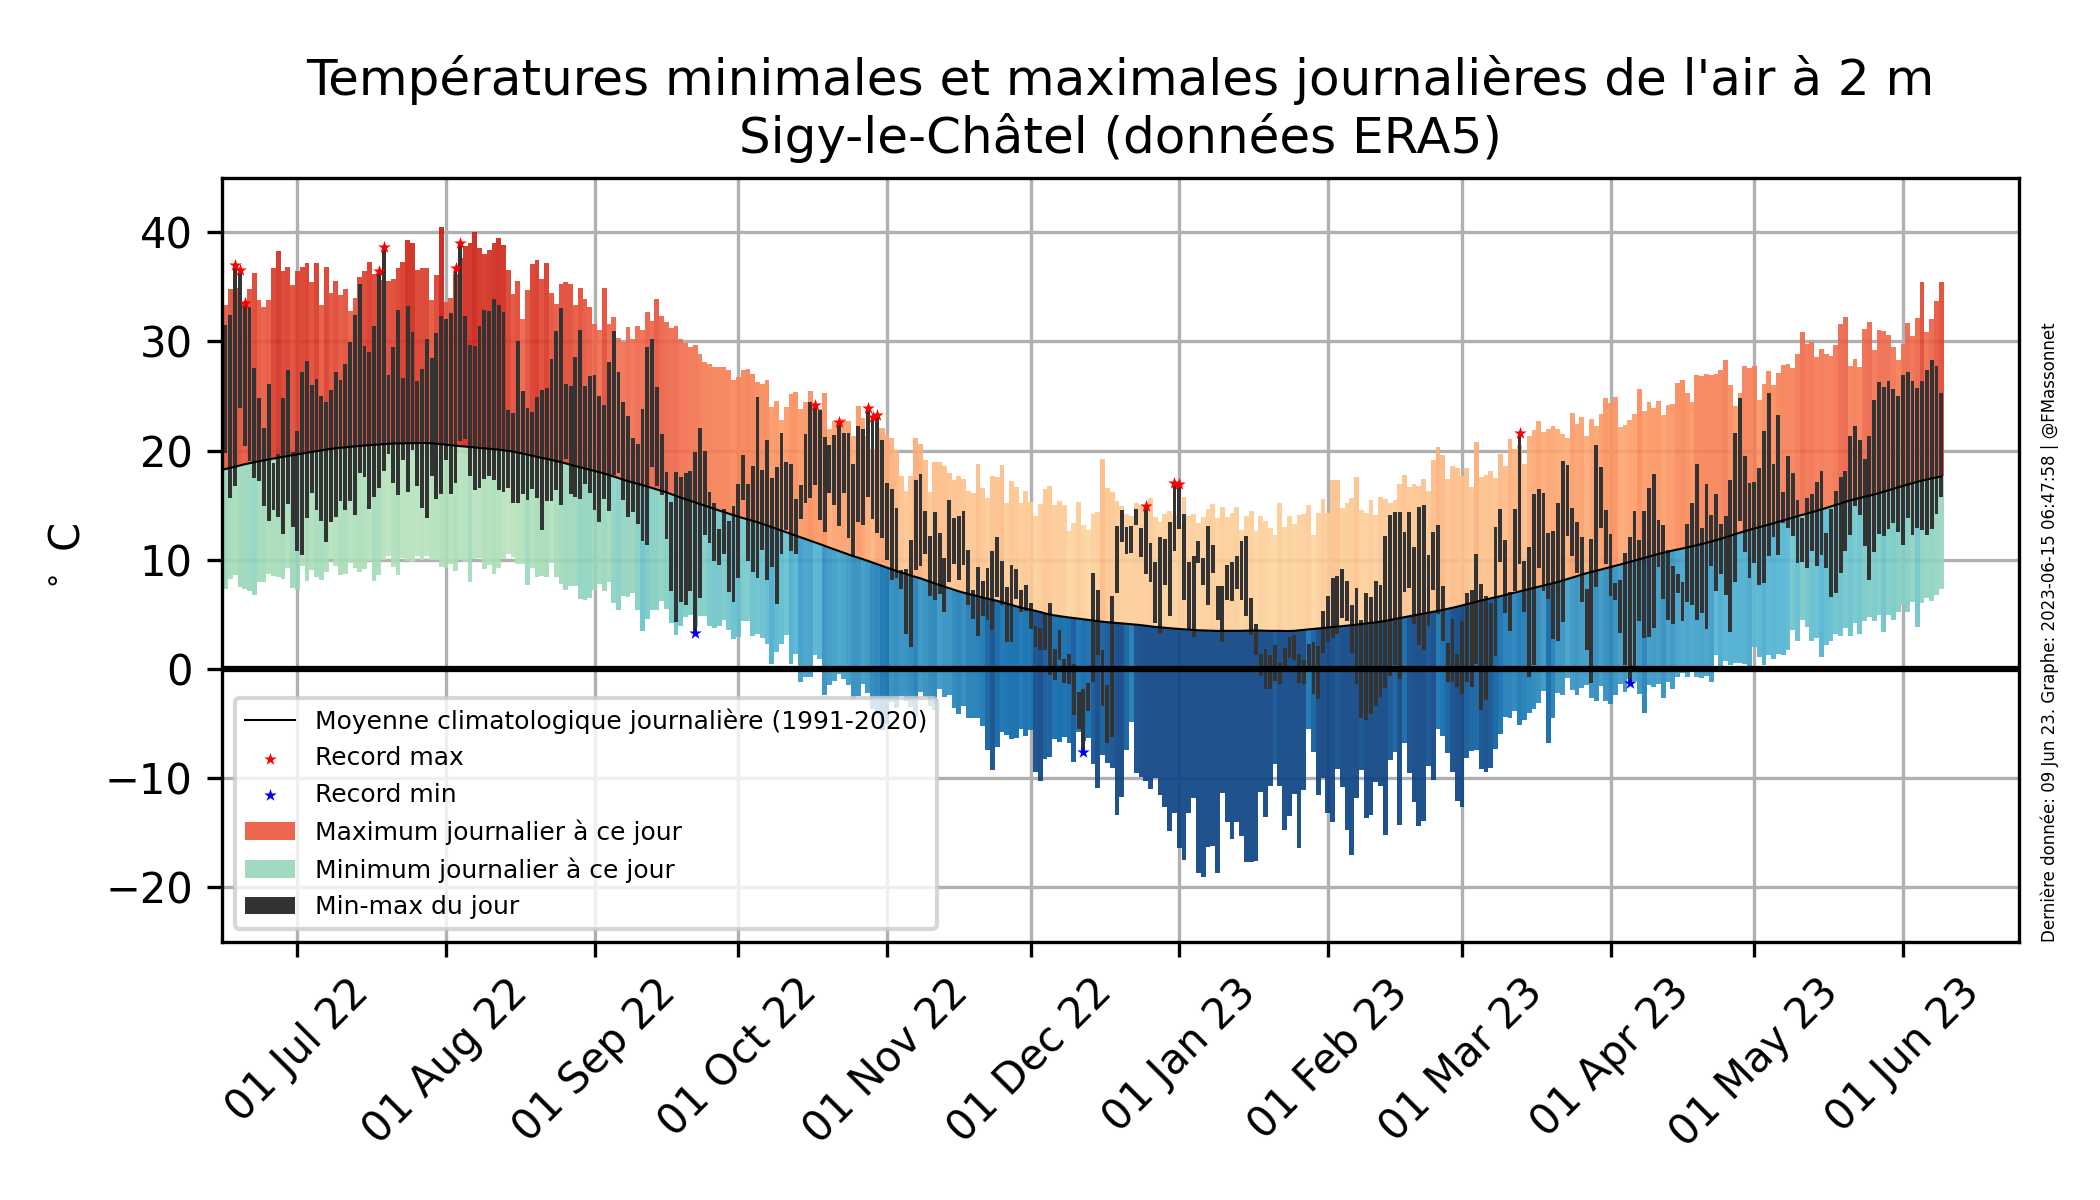 Températures minimales et maximales journalières de l'air à 2 m
Sigy-le-Châtel (données ERA5)
° C
40
30
20
10
0
−10
−20
Moyenne climatologique journalière (1991-2020)
Record max
Record min
Maximum journalier à ce jour
Minimum journalier à ce jour
Min-max du jour
01 Jul 22
01 Aug 22
01 Sep 22
01 Oct 22
01 Nov 22
01 Dec 22
01 Jan 23
01 Feb 23
01 Mar 23
01 Apr 23
01 May 23
01 Jun 23
Dernière donnée: 09 Jun 23. Graphe: 2023-06-15 06:47:58 | @FMassonnet